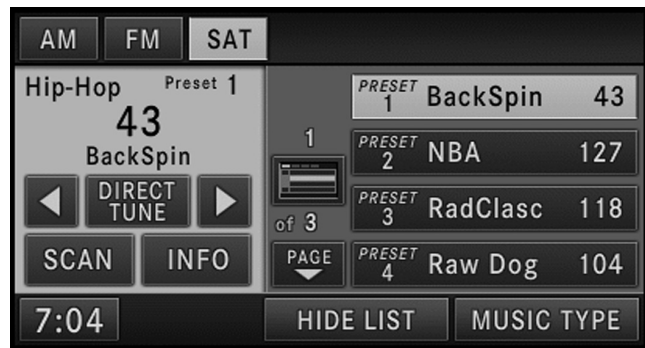 AM FM SAT
Hip-Hop Preset 1
43
BackSpin
DIRECT
TUNE
SCAN INFO
1
of 3
PAGE
PRESET 1 BackSpin 43
PRESET 2 NBA 127
PRESET 3 RadClasc 118
PRESET 4 Raw Dog 104
7:04 HIDE LIST MUSIC TYPE